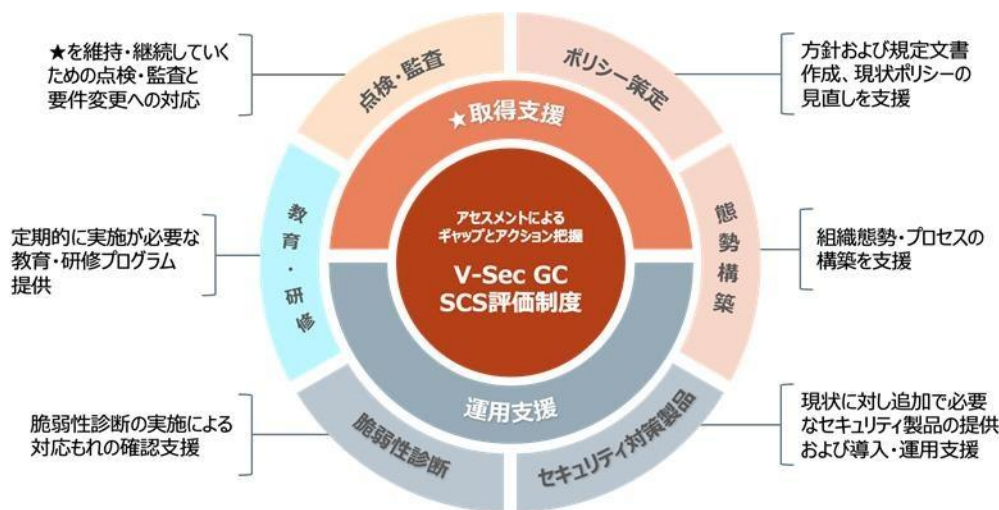 ★を維持・継続していく
ための点検・監査と
要件変更への対応
点検・監査
ポリシー策定
方針および規定文書
作成、現状ポリシーの
見直しを支援
★取得支援
定期的に実施が必要な
教育・研修プログラム
提供
教育・研修
アセスメントによる
ギャップとアクション把握
V-Sec GC
SCS評価制度
態勢構築
組織態勢・プロセスの
構築を支援
運用支援
脆弱性診断の実施による
対応もれの確認支援
脆弱性診断
セキュリティ対策製品
現状に対し追加で必要
なセキュリティ製品の提供
および導入・運用支援